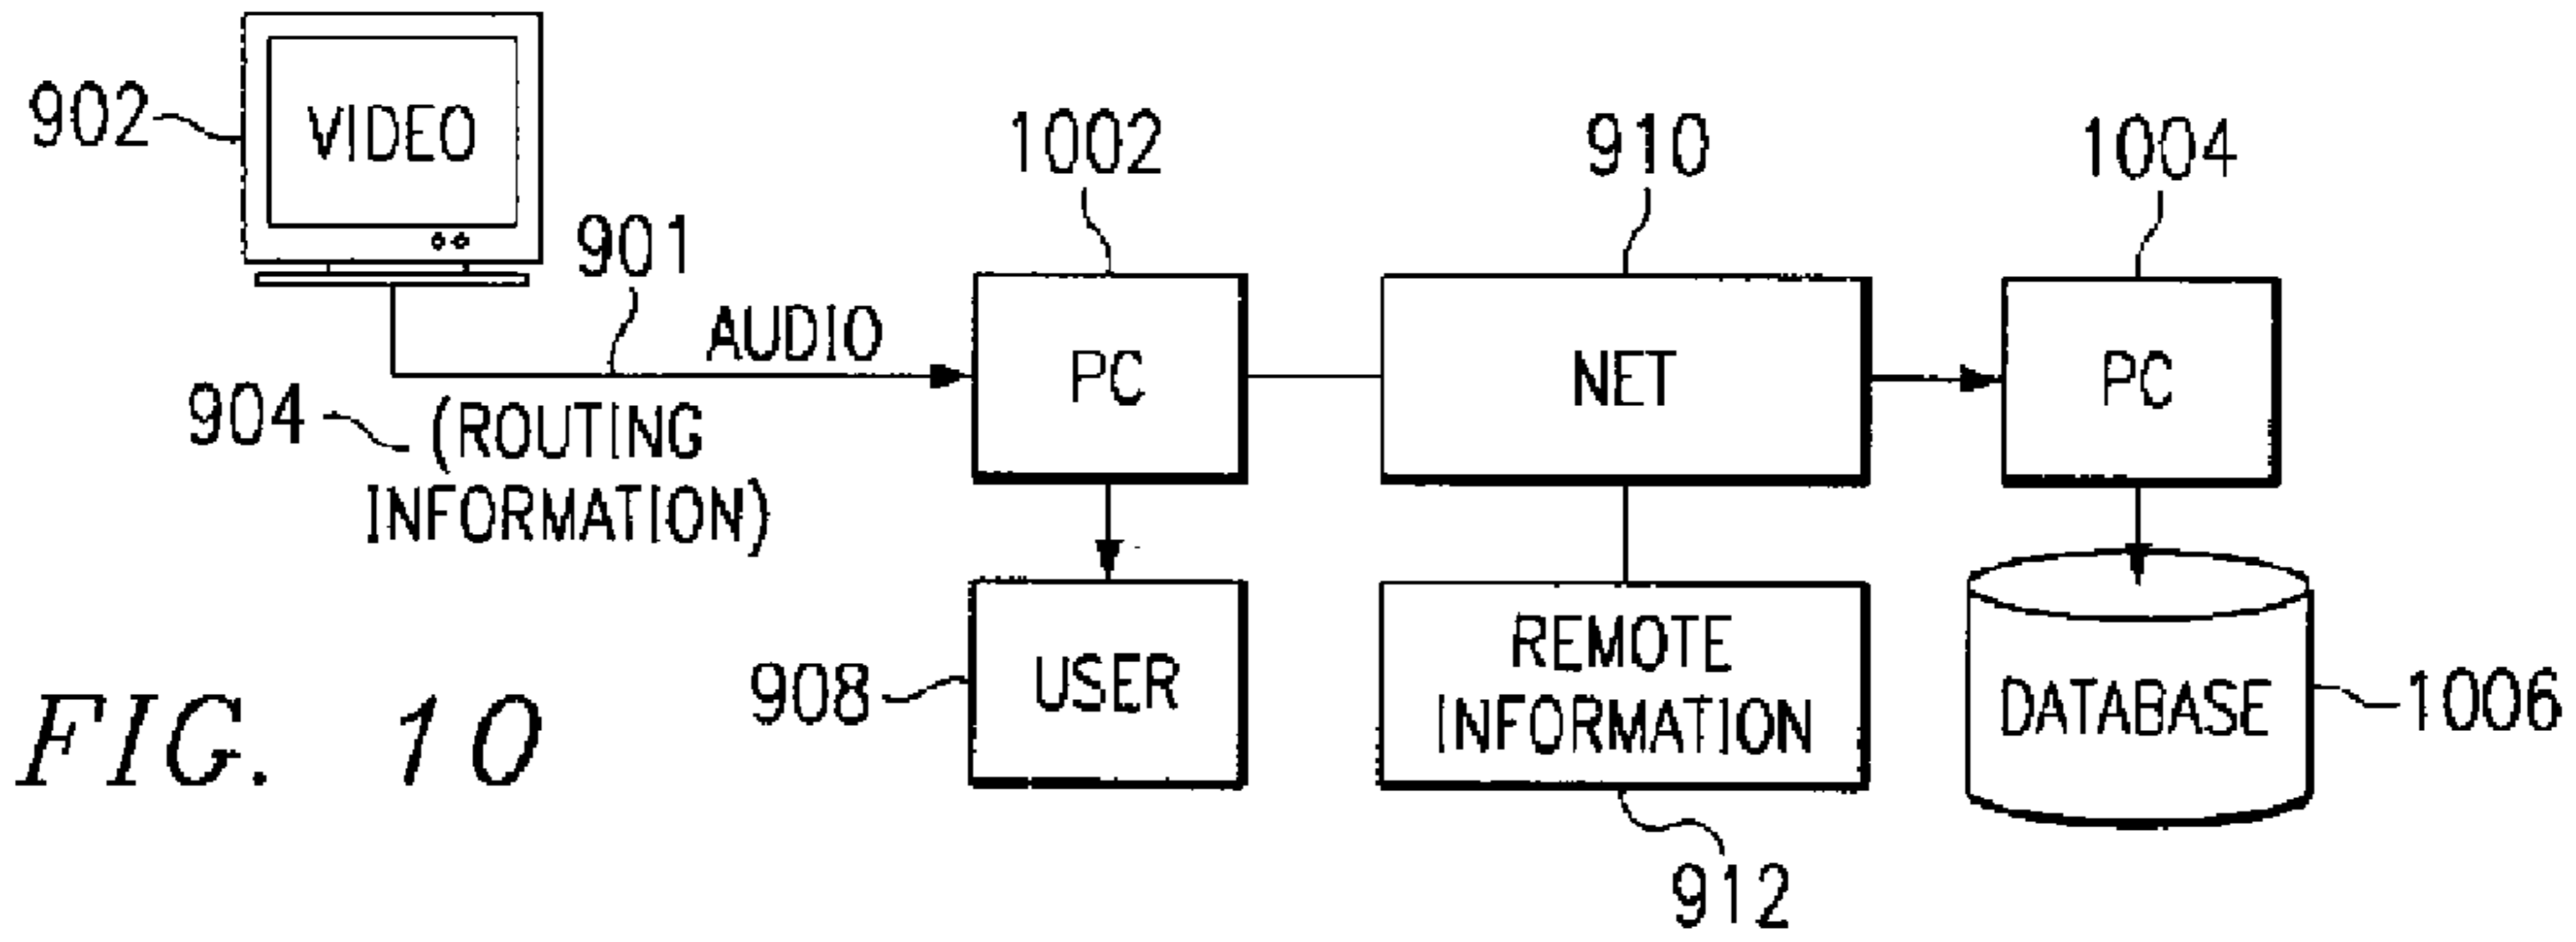 902
VIDEO
901
AUDIO
904
(ROUTING
INFORMATION)
1002
PC
910
NET
1004
PC
908
USER
REMOTE
INFORMATION
912
DATABASE
1006
FIG. 10